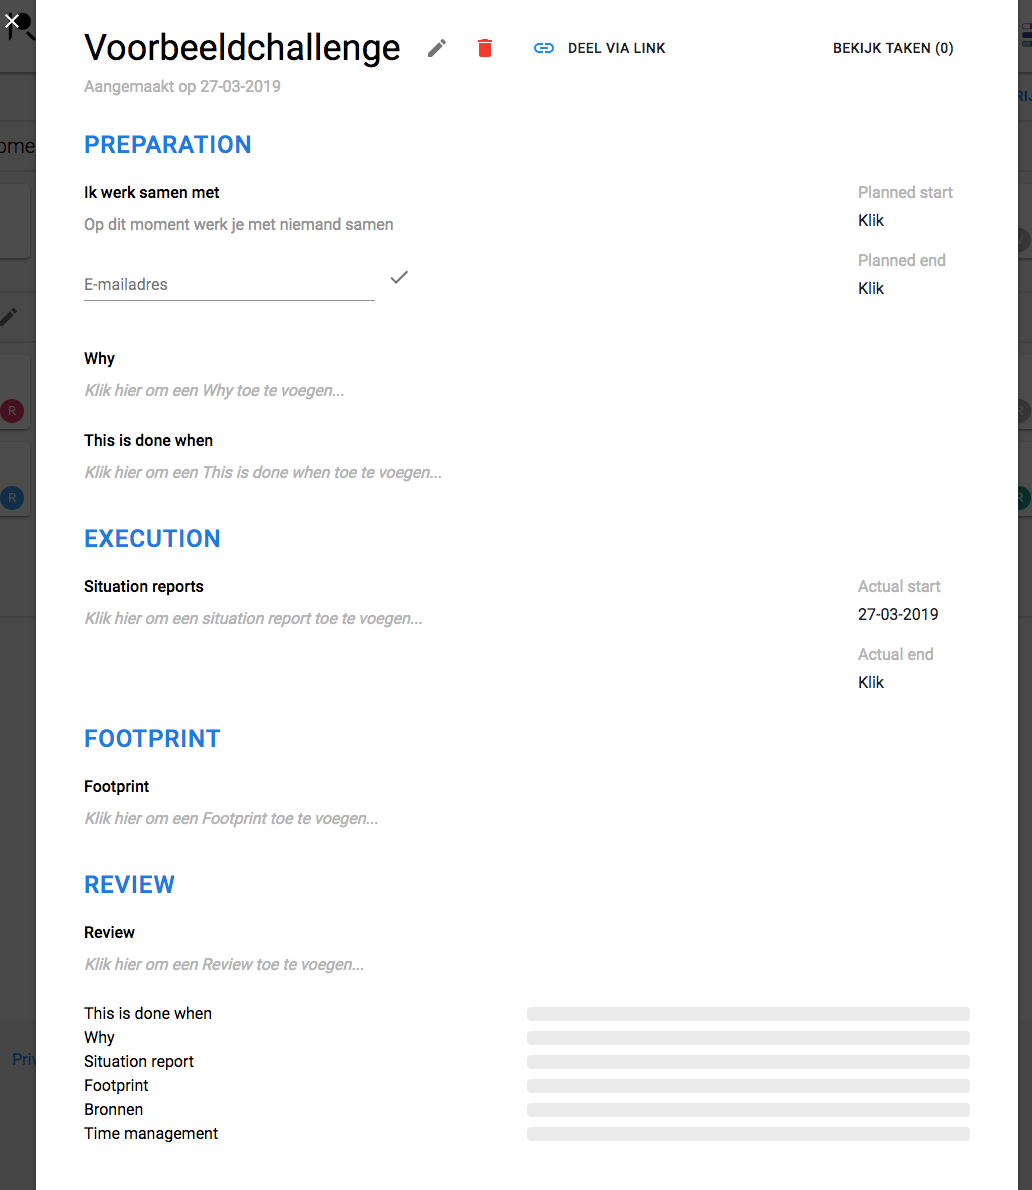 Voorbeeldchallenge
DEEL VIA LINK
BEKIJK TAKEN (0)
Aangemaakt op 27-03-2019
PREPARATION
Ik werk samen met
Op dit moment werk je met niemand samen
E-mailadres
Planned start
Klik
Planned end
Klik
Why
Klik hier om een Why toe te voegen...
This is done when
Klik hier om een This is done when toe te voegen...
EXECUTION
Situation reports
Klik hier om een situation report toe te voegen...
Actual start
27-03-2019
Actual end
Klik
FOOTPRINT
Footprint
Klik hier om een Footprint toe te voegen...
REVIEW
Review
Klik hier om een Review toe te voegen...
This is done when
Why
Situation report
Footprint
Bronnen
Time management
R
R
Priv